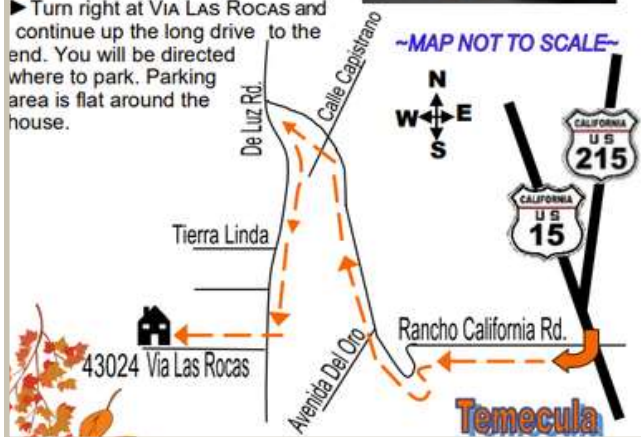 ►Turn right at VIA LAS ROCAS and
continue up the long drive to the
end. You will be directed
where to park. Parking
area is flat around the
house.
~MAP NOT TO SCALE~
N
W E
S
De Luz Rd.
Calle Capistrano
CALIFORNIA
US
215
CALIFORNIA
US
15
Tierra Linda
43024 Via Las Rocas
Avenida Del Oro
Rancho California Rd.
Temecula